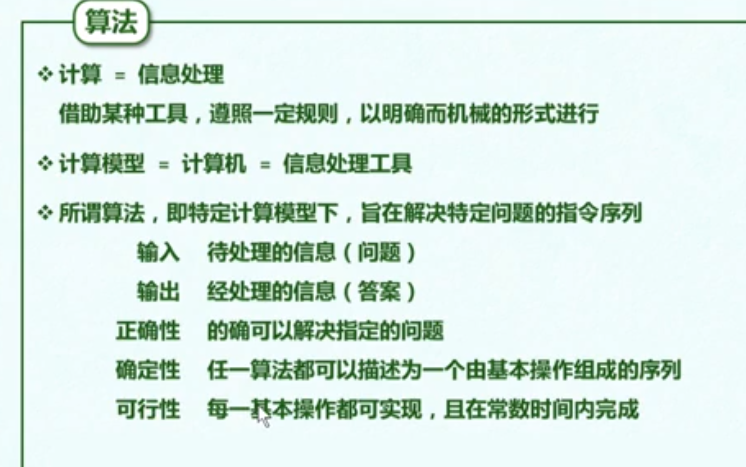 算法
❖ 计算 = 信息处理
借助某种工具，遵照一定规则，以明确而机械的形式进行
❖ 计算模型 = 计算机 = 信息处理工具
❖ 所谓算法，即特定计算模型下，旨在解决特定问题的指令序列
输入 待处理的信息（问题）
输出 经处理的信息（答案）
正确性 的确可以解决指定的问题
确定性 任一算法都可以描述为一个由基本操作组成的序列
可行性 每一基本操作都可实现，且在常数时间内完成